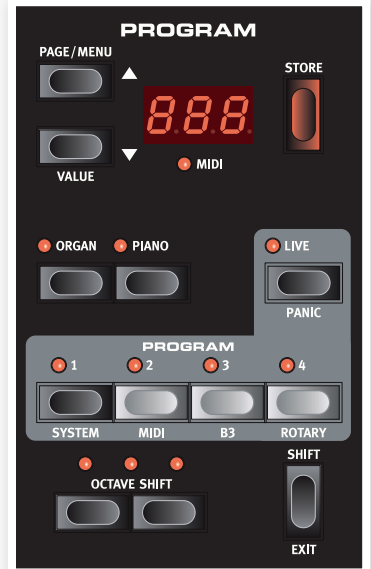 PROGRAM
PAGE/MENU
STORE
888
MIDI
VALUE
ORGAN PIANO LIVE
PANIC
PROGRAM
1 2 3 4
SYSTEM MIDI B3 ROTARY
SHIFT
OCTAVE SHIFT
EXIT